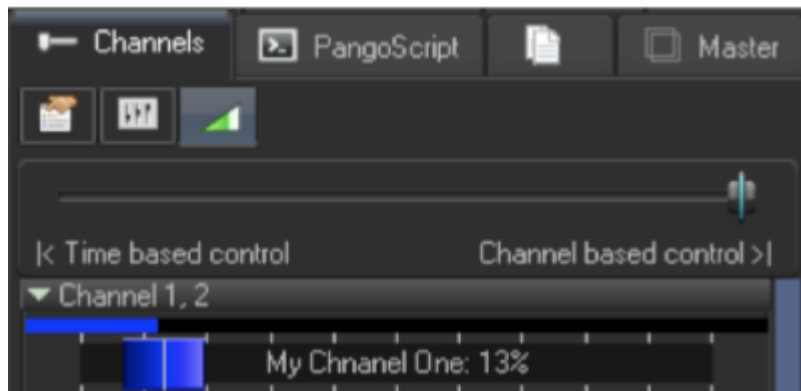 Channels PangoScript Master
|< Time based control Channel based control >|
Channel 1, 2
My Chnanel One: 13%